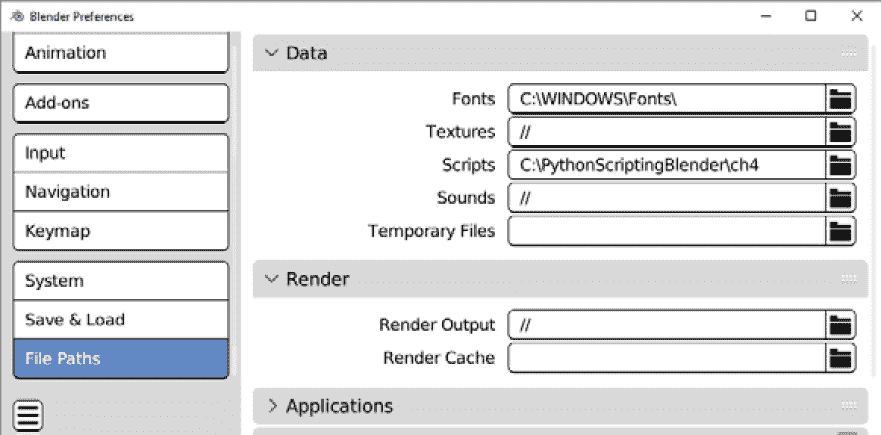 Blender Preferences
Animation
Add-ons
Input
Navigation
Keymap
System
Save & Load
File Paths
Data
Fonts C:\WINDOWS\Fonts\
Textures //
Scripts C:\PythonScriptingBlender\ch4
Sounds //
Temporary Files
Render
Render Output //
Render Cache
Applications